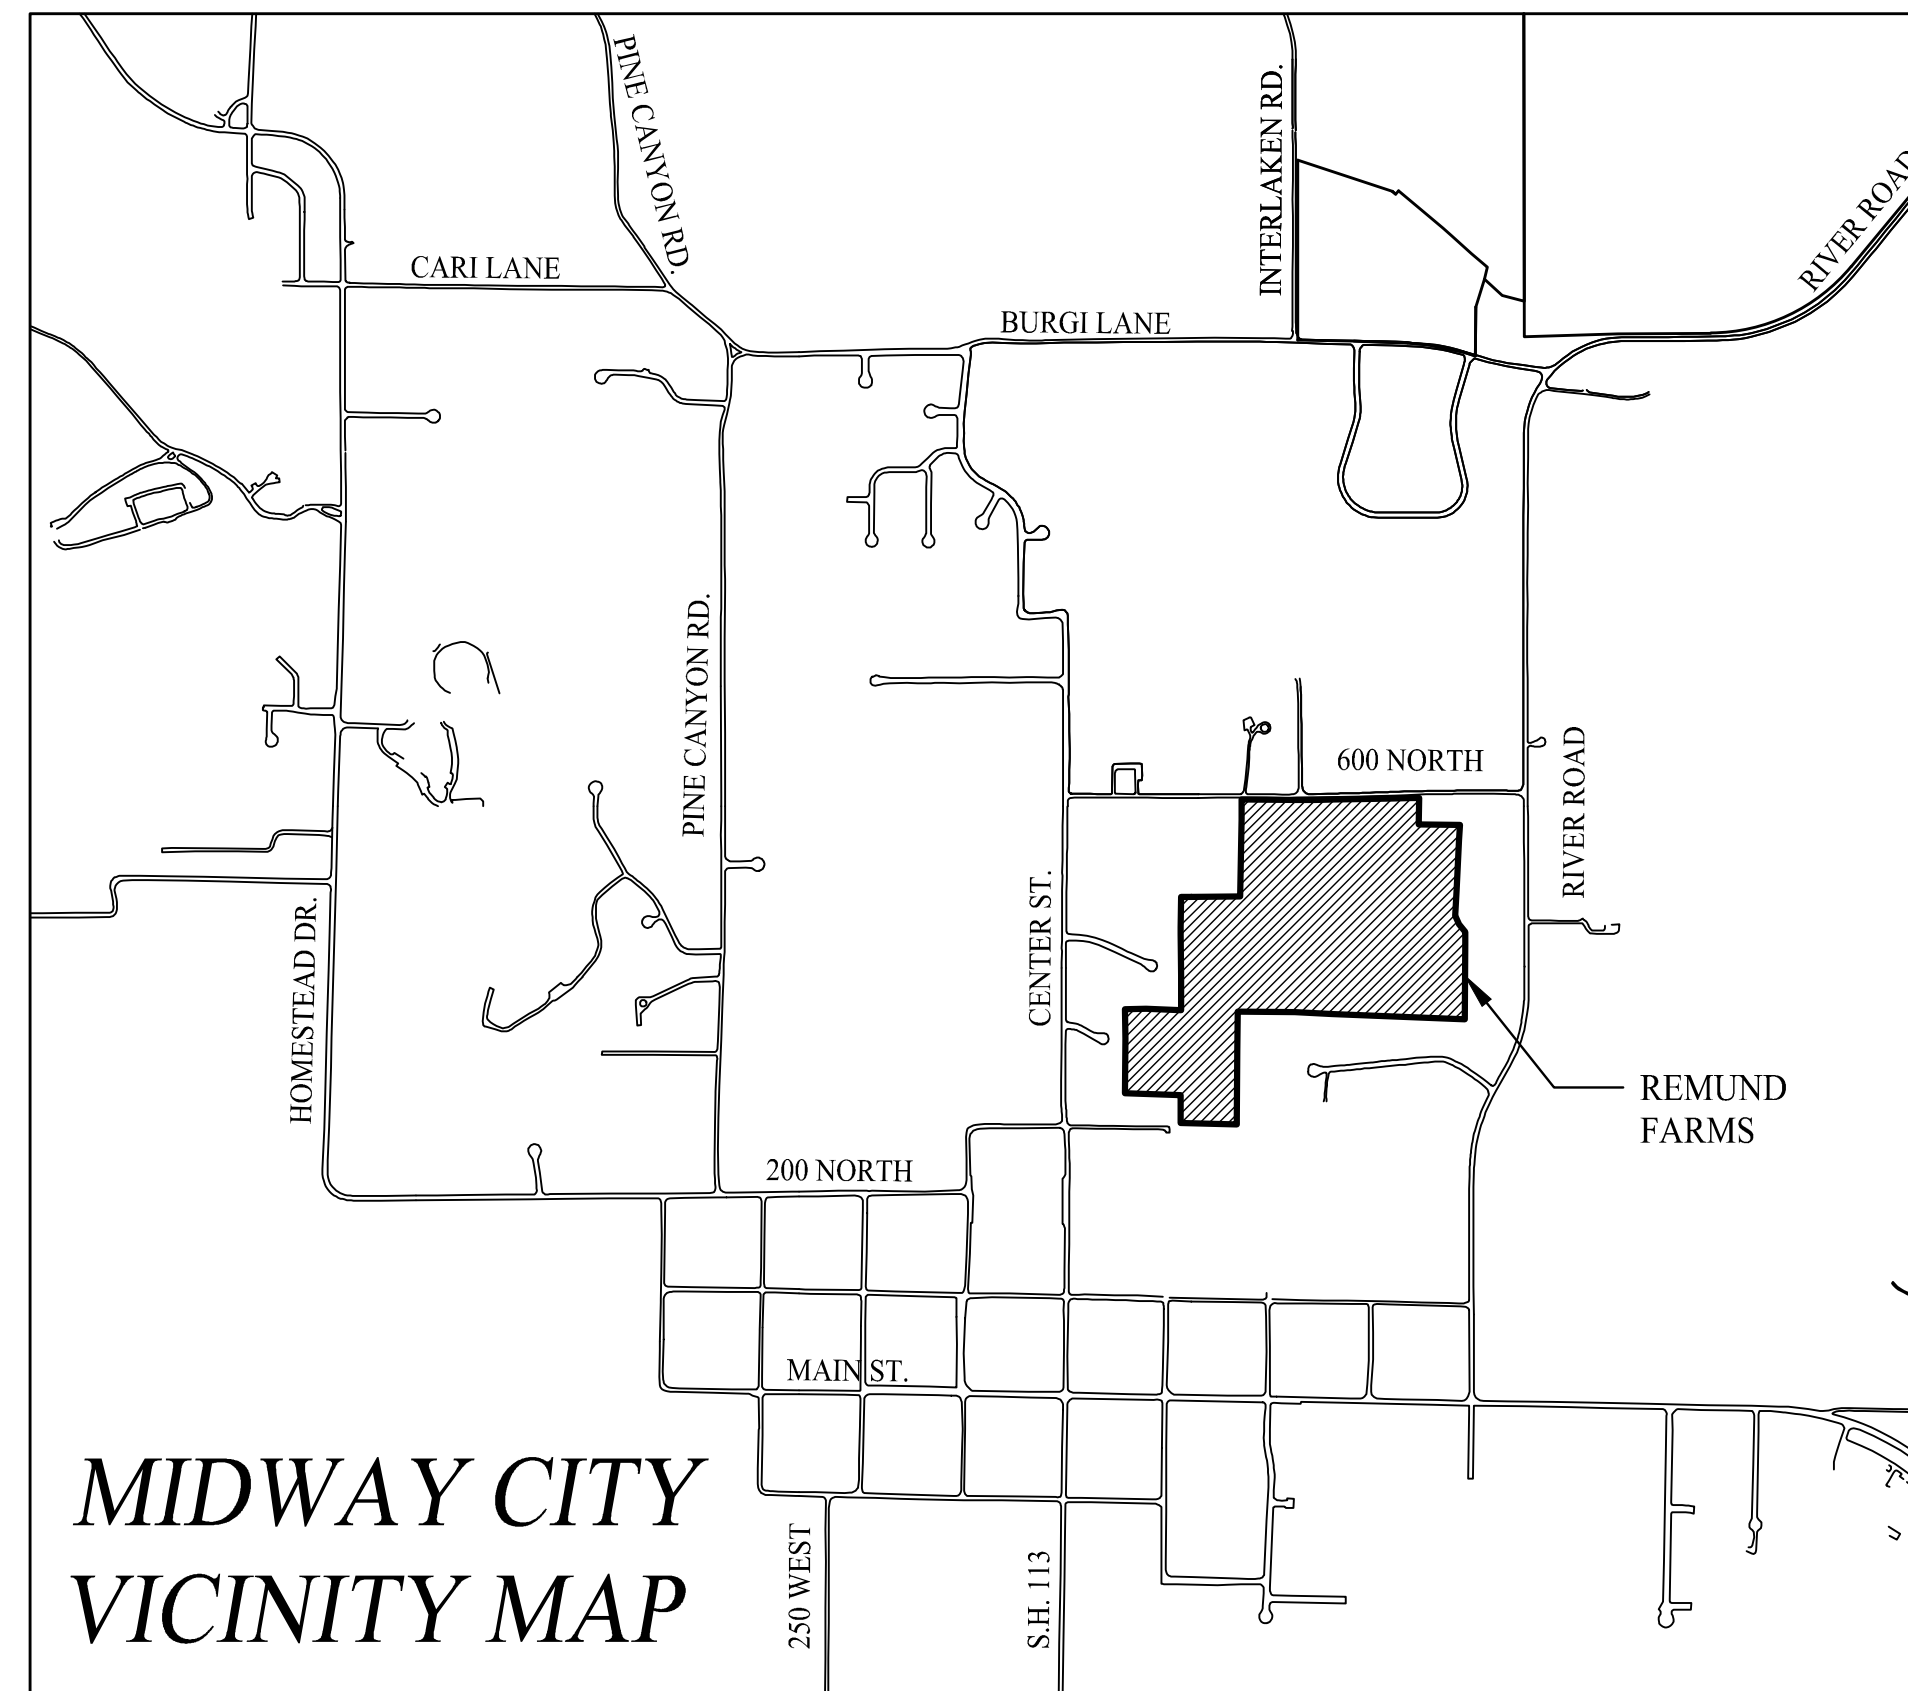 PINE CANYON RD.
INTERLAKEN RD.
RIVER ROAD
CARI LANE
BURGI LANE
PINE CANYON RD.
600 NORTH
RIVER ROAD
CENTER ST.
HOMESTEAD DR.
REMUND
FARMS
200 NORTH
MAIN ST.
MIDWAY CITY
VICINITY MAP
250 WEST
S.H. 113